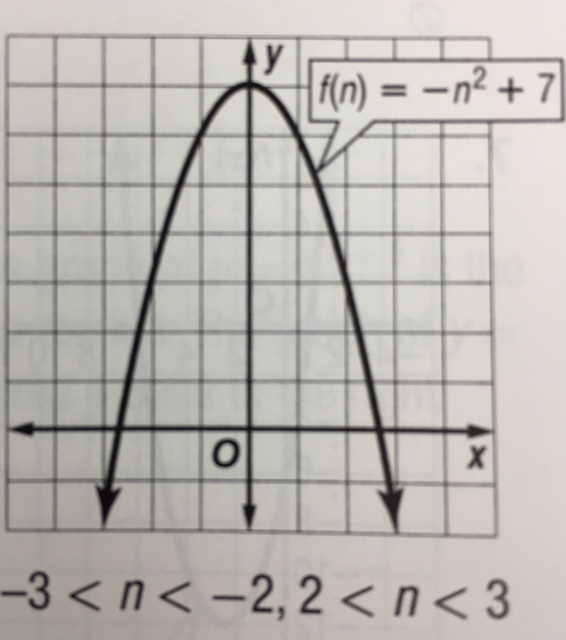 y
f(n) = −n² + 7
O
x
−3 < n < −2, 2 < n < 3